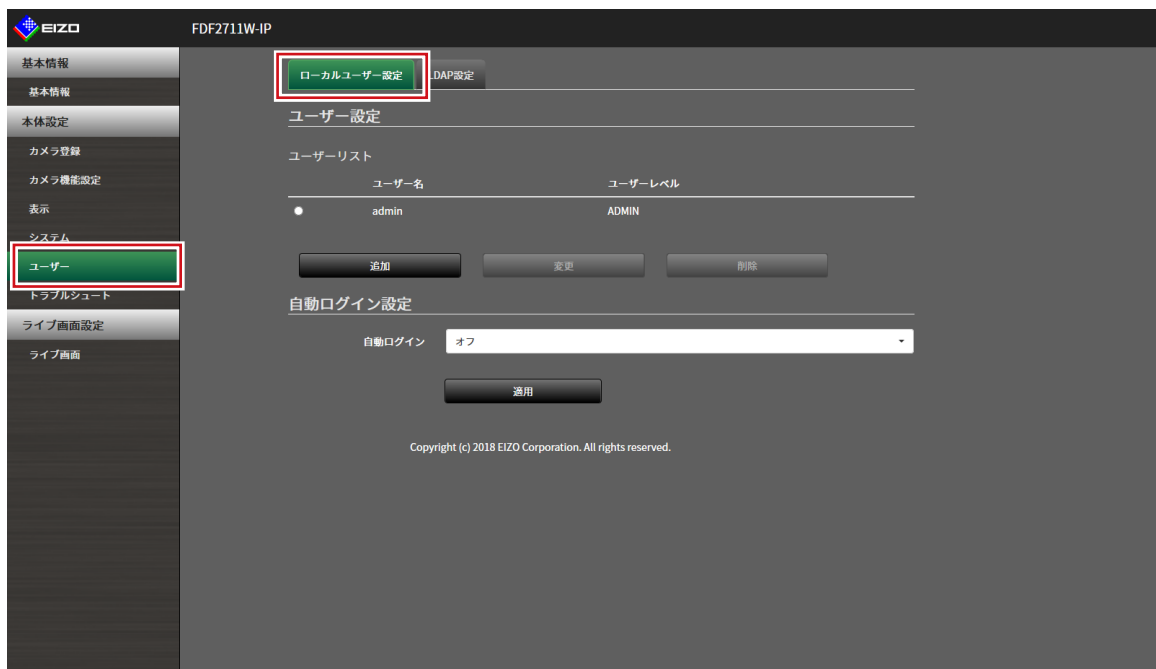 EIZO
FDF2711W-IP
基本情報
基本情報
本体設定
カメラ登録
カメラ機能設定
表示
システム
ユーザー
トラブルシュート
ライブ画面設定
ライブ画面
ローカルユーザー設定
LDAP設定
ユーザー設定
ユーザーリスト
ユーザー名 ユーザーレベル
admin ADMIN
追加 変更 削除
自動ログイン設定
自動ログイン オフ
適用
Copyright (c) 2018 EIZO Corporation. All rights reserved.